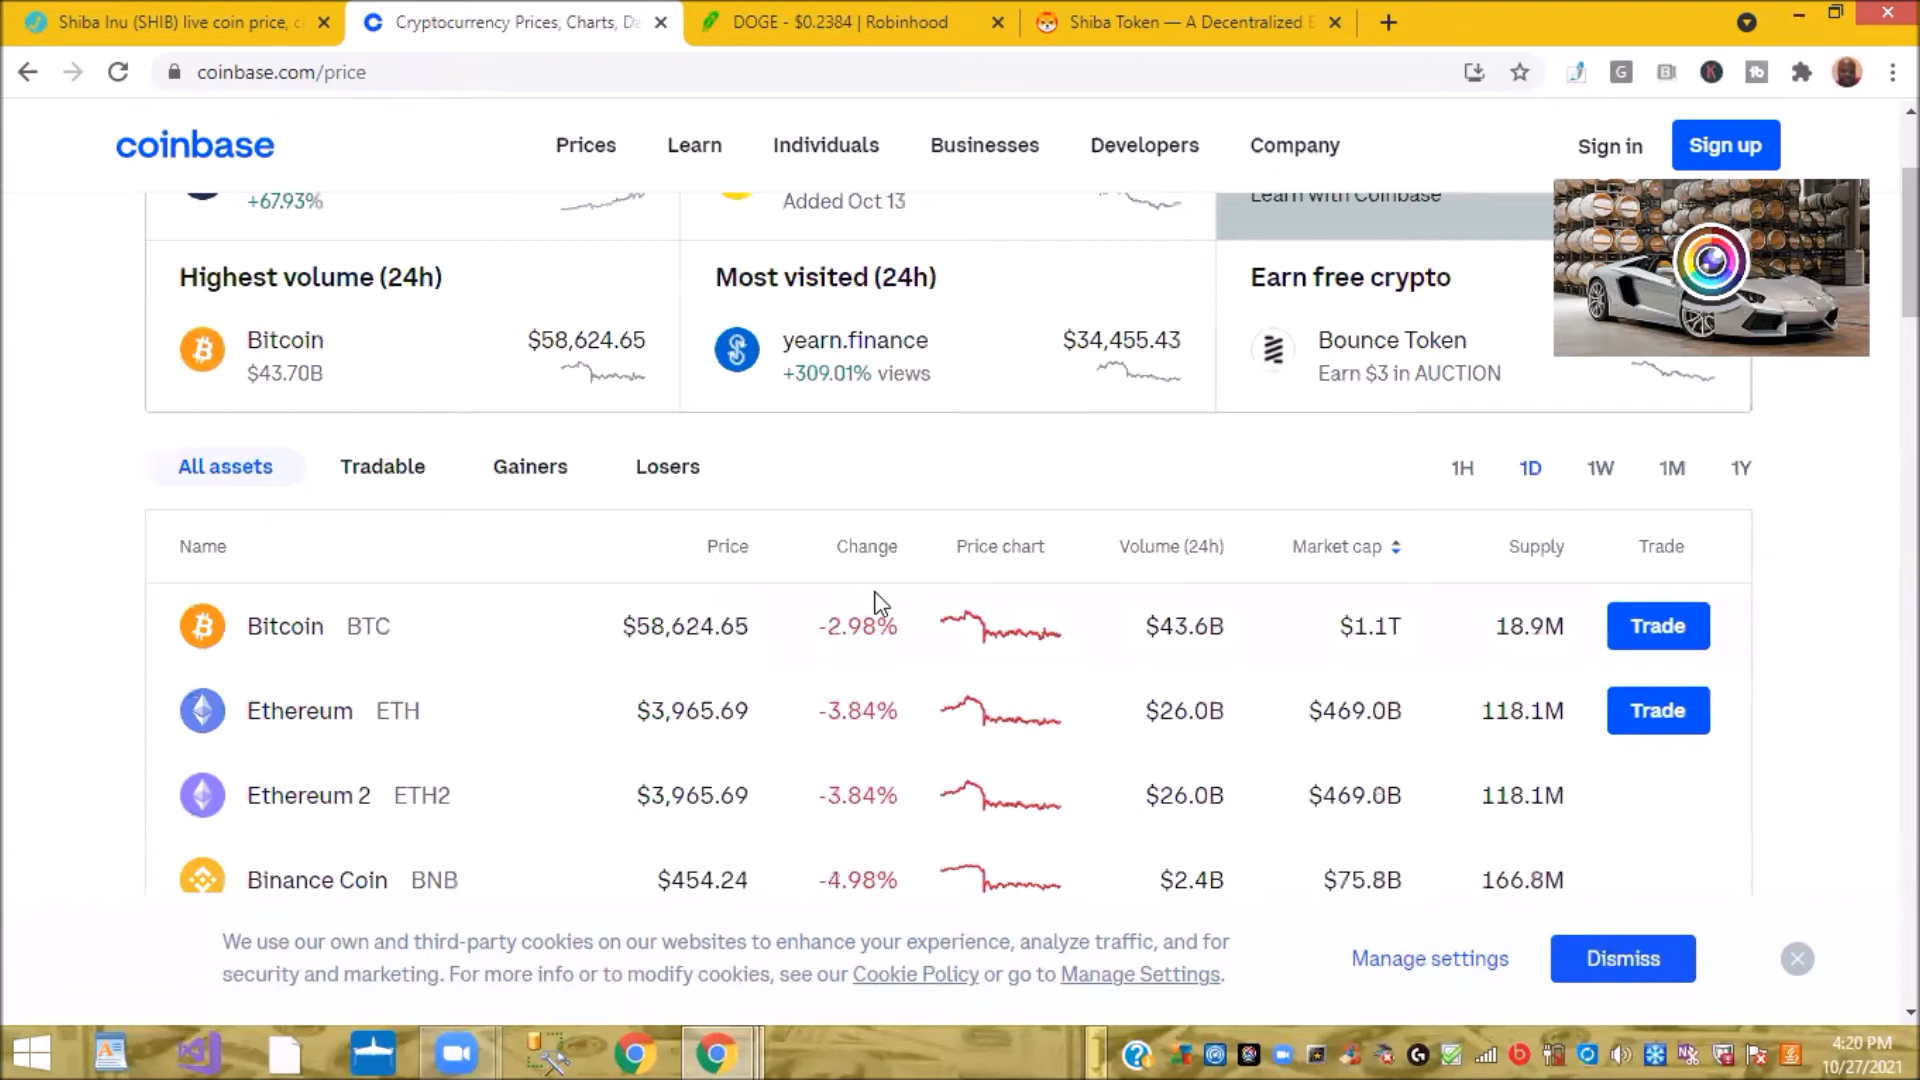 Shiba Inu (SHIB) live coin price, c
Cryptocurrency Prices, Charts, Da
DOGE - $0.2384 | Robinhood
Shiba Token — A Decentralized E
coinbase.com/price
coinbase
Prices
Learn
Individuals
Businesses
Developers
Company
Sign in
Sign up
+67.93%
Added Oct 13
Learn with Coinbase
Highest volume (24h)
Bitcoin
$58,624.65
$43.70B
Most visited (24h)
yearn.finance
$34,455.43
+309.01% views
Earn free crypto
Bounce Token
Earn $3 in AUCTION
All assets
Tradable
Gainers
Losers
1H
1D
1W
1M
1Y
Name Price Change Price chart Volume (24h) Market cap Supply Trade
Bitcoin BTC $58,624.65 -2.98% $43.6B $1.1T 18.9M Trade
Ethereum ETH $3,965.69 -3.84% $26.0B $469.0B 118.1M Trade
Ethereum 2 ETH2 $3,965.69 -3.84% $26.0B $469.0B 118.1M
Binance Coin BNB $454.24 -4.98% $2.4B $75.8B 166.8M
We use our own and third-party cookies on our websites to enhance your experience, analyze traffic, and for
security and marketing. For more info or to modify cookies, see our Cookie Policy or go to Manage Settings.
Manage settings
Dismiss
4:20 PM
10/27/2021